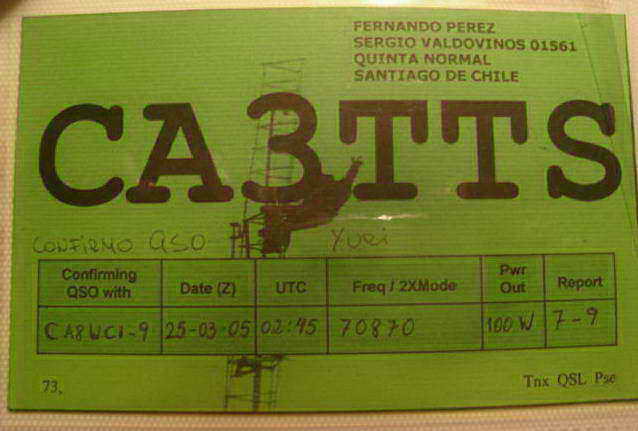 FERNANDO PEREZ
SERGIO VALDOVINOS 01561
QUINTA NORMAL
SANTIAGO DE CHILE
CA3TTS
CONFIRMO QSO YURI
Confirming QSO with Date (Z) UTC Freq / 2XMode Pwr Out Report
CA8WCI-9 25-03-05 02:45 70870 100 W 7-9
73, Tnx QSL Pse